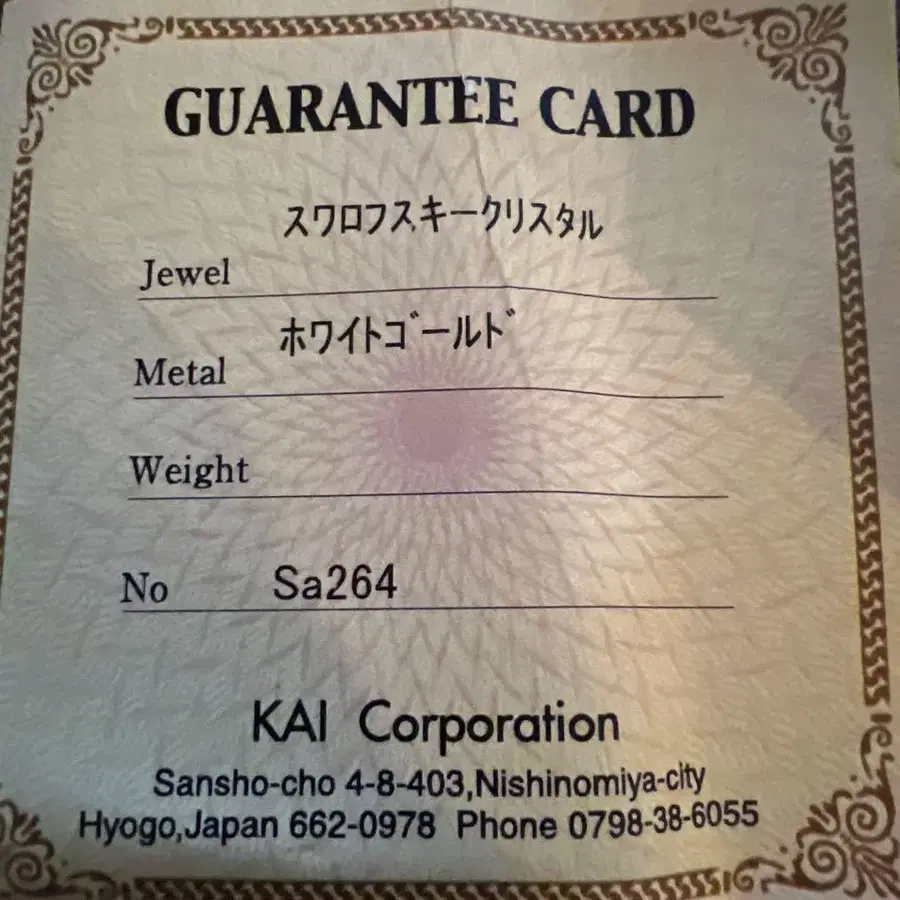 GUARANTEE CARD
スワロフスキークリスタル
Jewel
ホワイトゴールド
Metal
Weight
No Sa264
KAI Corporation
Sansho-cho 4-8-403,Nishinomiya-city
Hyogo,Japan 662-0978 Phone 0798-38-6055